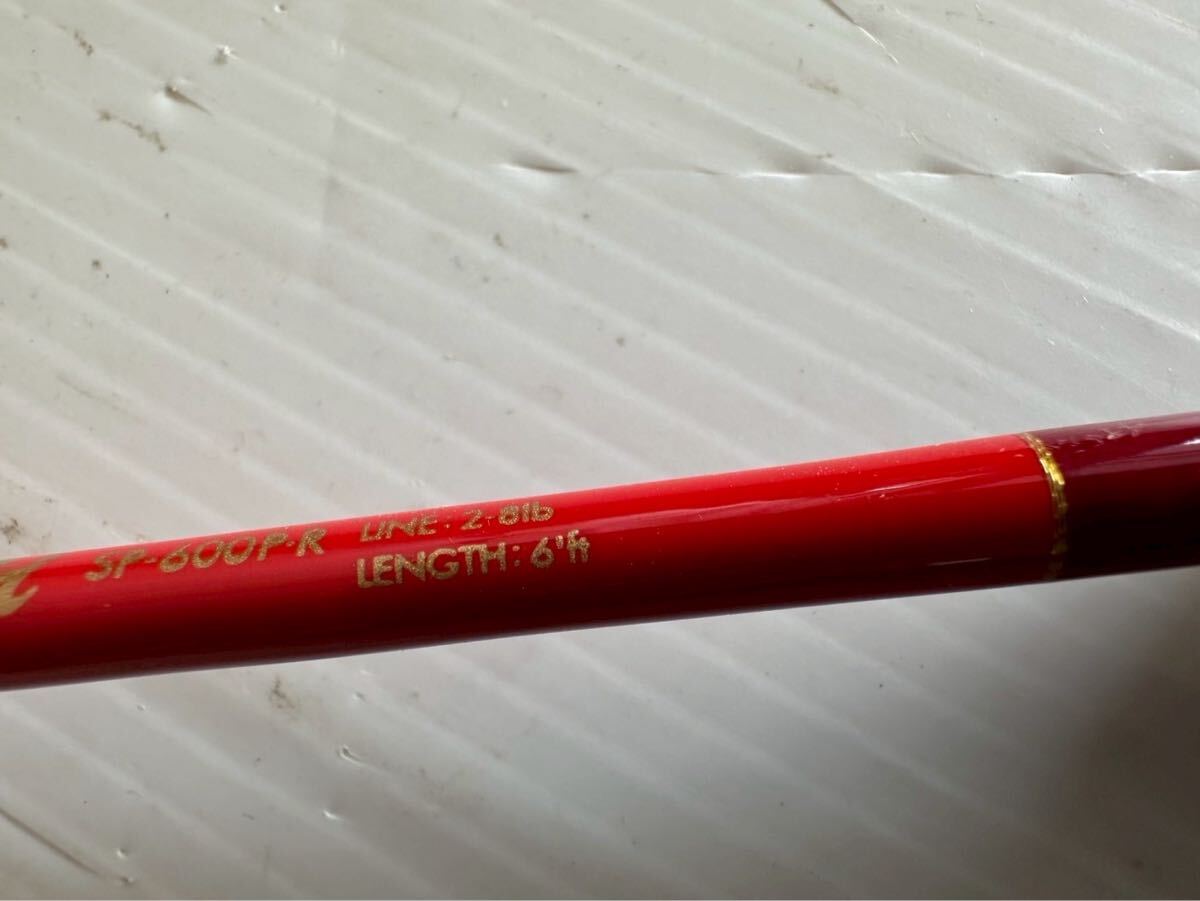 SP-600P-R LINE: 2-8lb
LENGTH: 6'ft